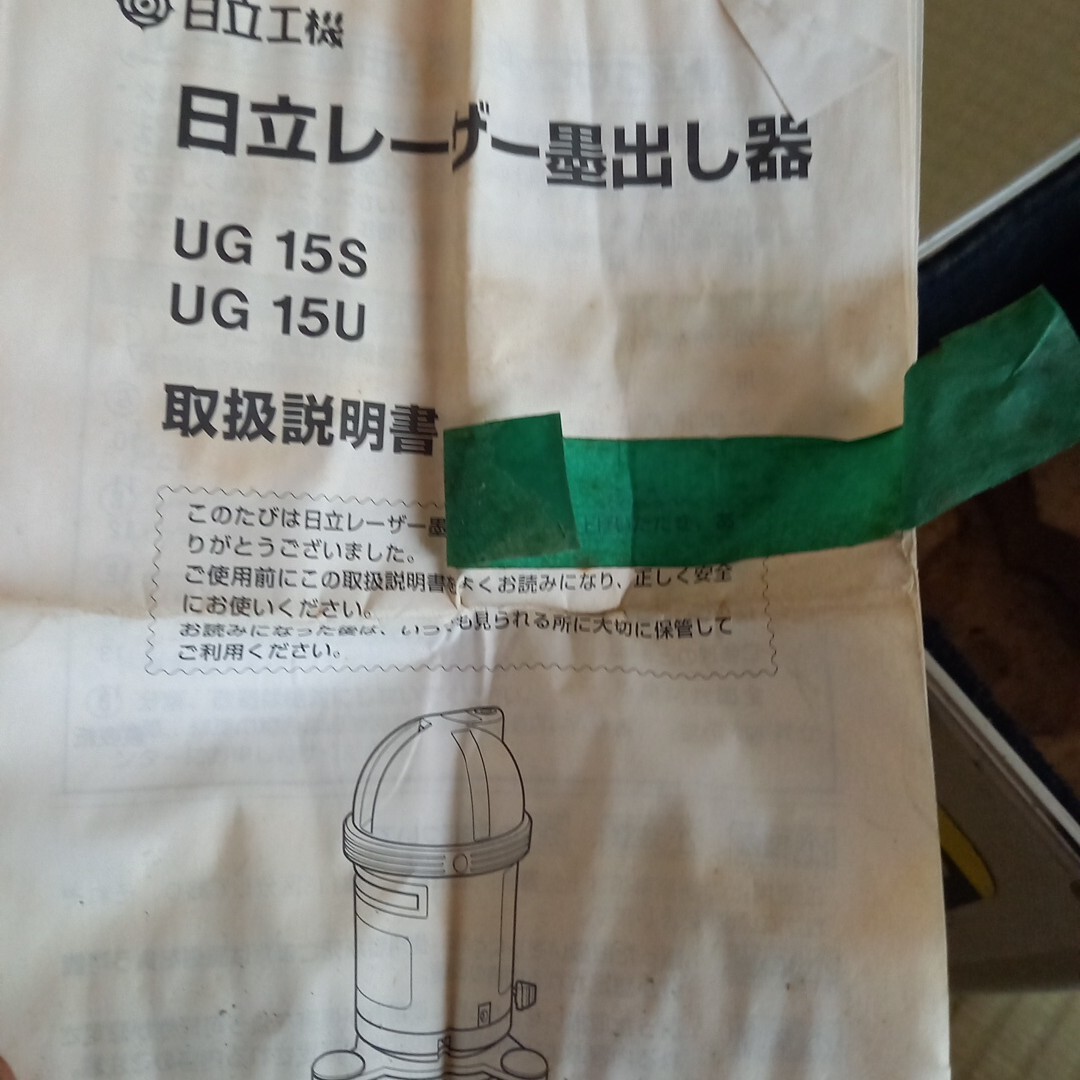 日立工機
日立レーザー墨出し器
UG 15S
UG 15U
取扱説明書
このたびは日立レーザー墨
りがとうございました。
ご使用前にこの取扱説明書をよくお読みになり、正しく安全
にお使いください。
お読みになった後は、いつでも見られる所に大切に保管して
ご利用ください。